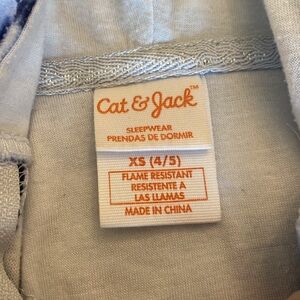 Cat & Jack™
SLEEPWEAR
PRENDAS DE DORMIR
XS (4/5)
FLAME RESISTANT
RESISTENTE A
LAS LLAMAS
MADE IN CHINA